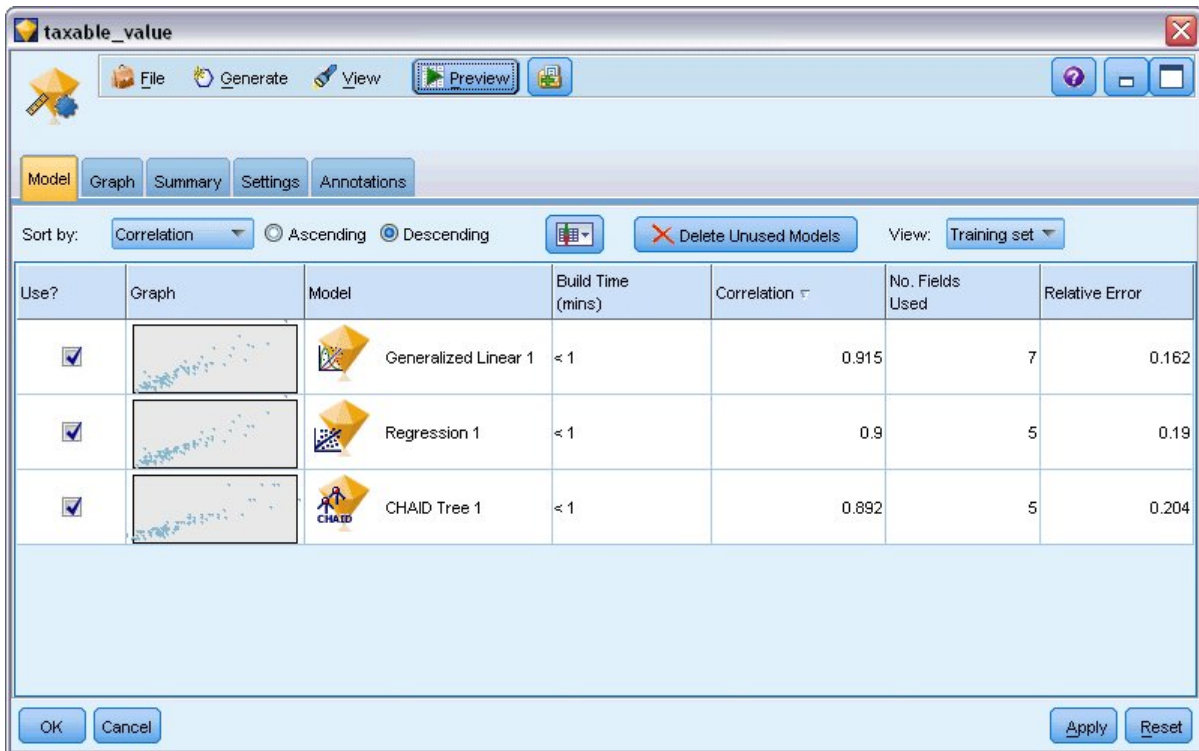 taxable_value
File Generate View Preview
Model Graph Summary Settings Annotations
Sort by: Correlation Ascending Descending Delete Unused Models View: Training set
Use? Graph Model Build Time (mins) Correlation No. Fields Used Relative Error
Generalized Linear 1 < 1 0.915 7 0.162
Regression 1 < 1 0.9 5 0.19
CHAID CHAID Tree 1 < 1 0.892 5 0.204
OK Cancel Apply Reset